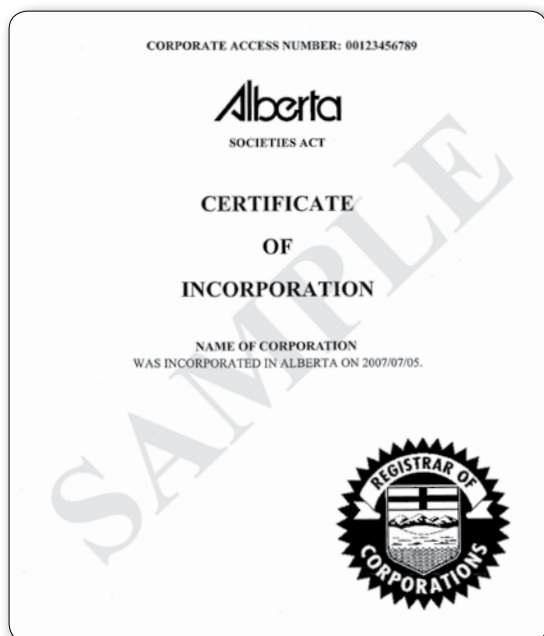 CORPORATE ACCESS NUMBER: 00123456789
Alberta
SOCIETIES ACT
CERTIFICATE
OF
INCORPORATION
NAME OF CORPORATION
WAS INCORPORATED IN ALBERTA ON 2007/07/05.
SAMPLE
REGISTRAR OF
CORPORATIONS